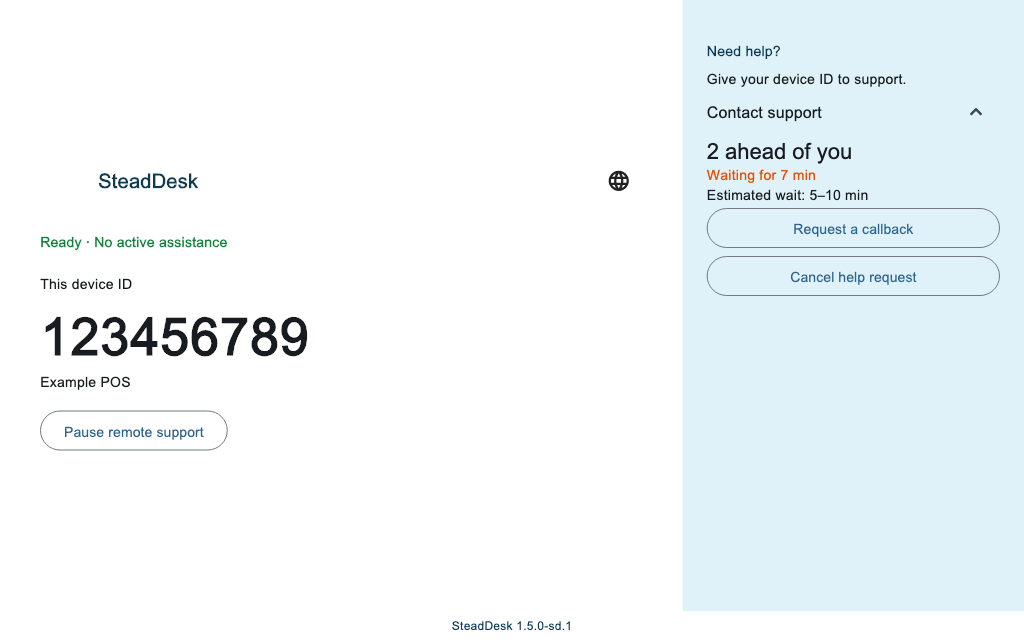 SteadDesk
Ready · No active assistance
This device ID
123456789
Example POS
Pause remote support
Need help?
Give your device ID to support.
Contact support
2 ahead of you
Waiting for 7 min
Estimated wait: 5–10 min
Request a callback
Cancel help request
SteadDesk 1.5.0-sd.1